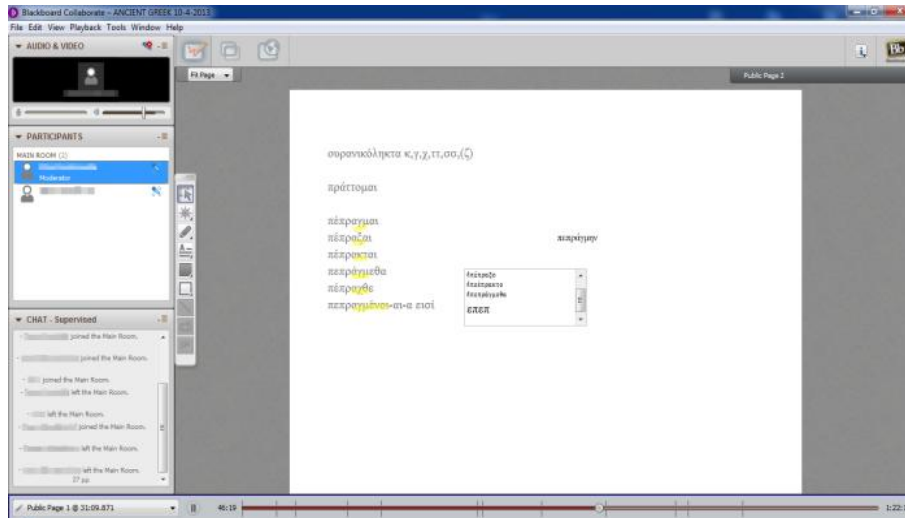 Blackboard Collaborate - ANCIENT GREEK 10-4-2013
File Edit View Playback Tools Window Help
AUDIO & VIDEO
PARTICIPANTS
MAIN ROOM (2)
Moderator
CHAT - Supervised
joined the Main Room.
joined the Main Room.
joined the Main Room.
left the Main Room.
left the Main Room.
joined the Main Room.
left the Main Room.
left the Main Room.
Fit Page
Public Page 2
ουρανικόληκτα κ,γ,χ,ττ,σσ,(ζ)
πράττομαι
πέπραγμαι
πέπραξαι
πέπρακται
πεπράγμεθα
πέπραχθε
πεπραγμένοι-αι-α εισί
επεπράγμην
επεπ
Public Page 1 @ 31:09.871
46:19
1:22: